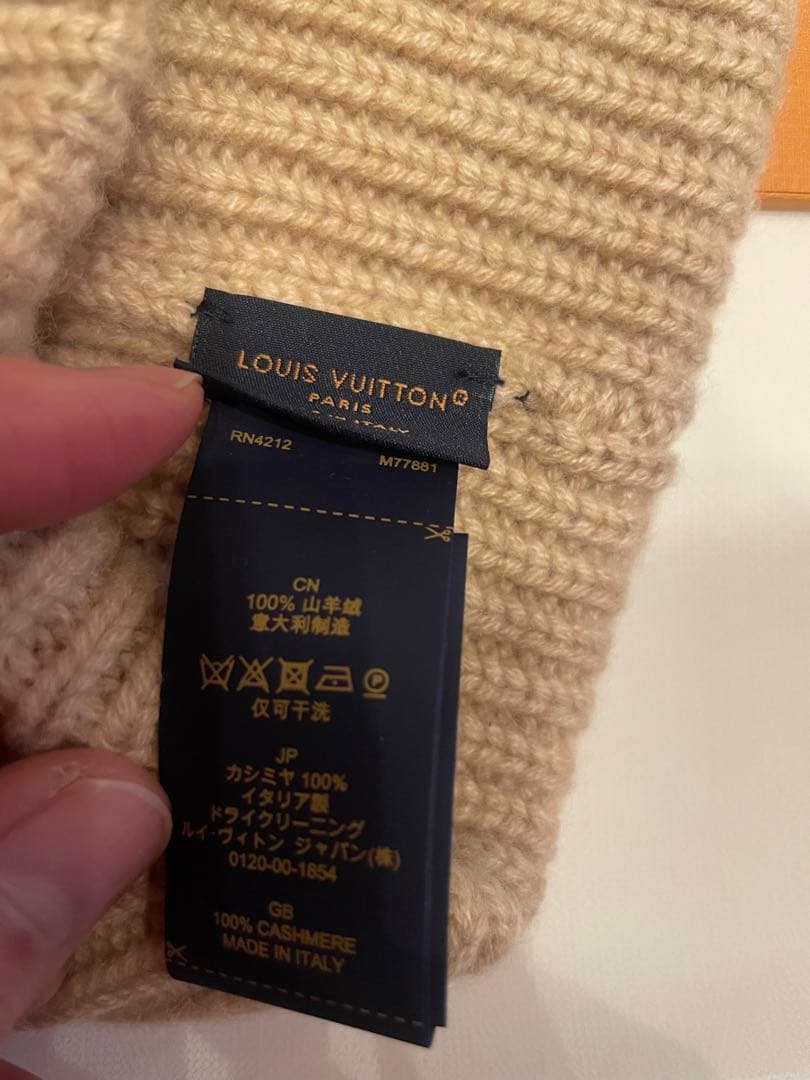 LOUIS VUITTON
PARIS
IN ITALY
RN4212
M77881
CN
100% 山羊绒
意大利制造
P
仅可干洗
JP
カシミヤ 100%
イタリア製
ドライクリーニング
ルイ・ヴィトン ジャパン(株)
0120-00-1854
GB
100% CASHMERE
MADE IN ITALY